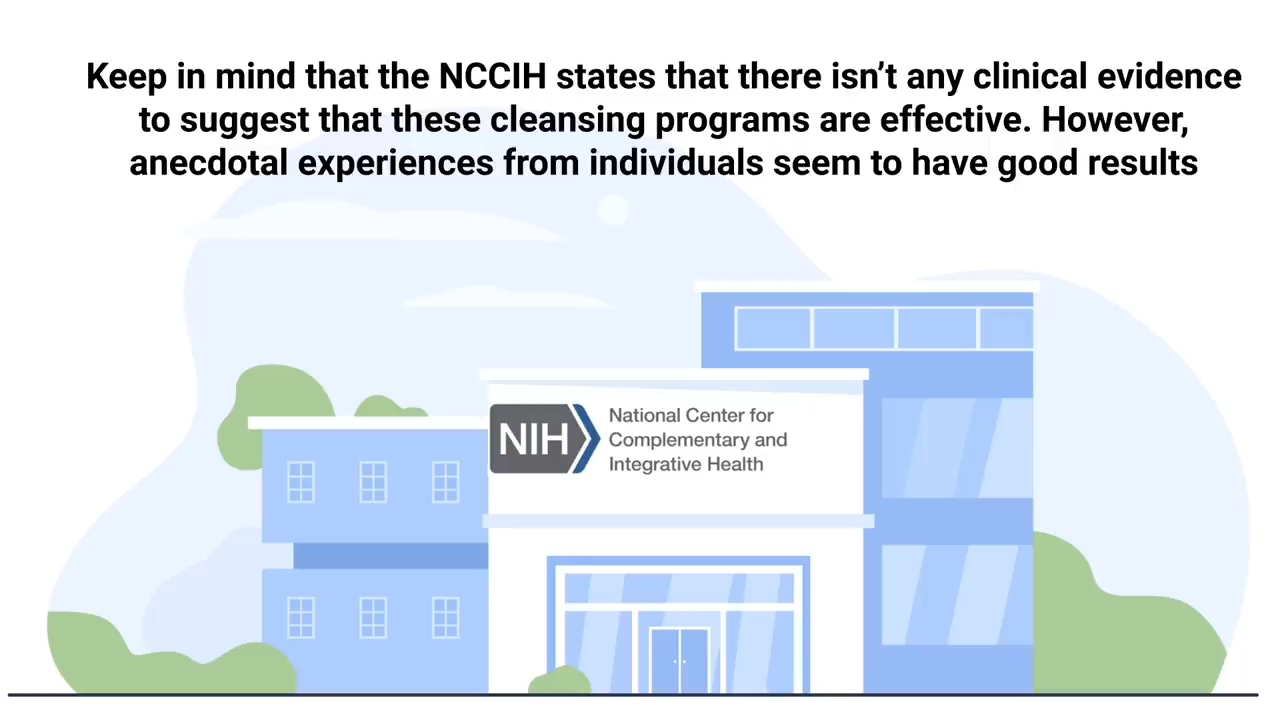 Keep in mind that the NCCIH states that there isn’t any clinical evidence
to suggest that these cleansing programs are effective. However,
anecdotal experiences from individuals seem to have good results
NIH
National Center for
Complementary and
Integrative Health